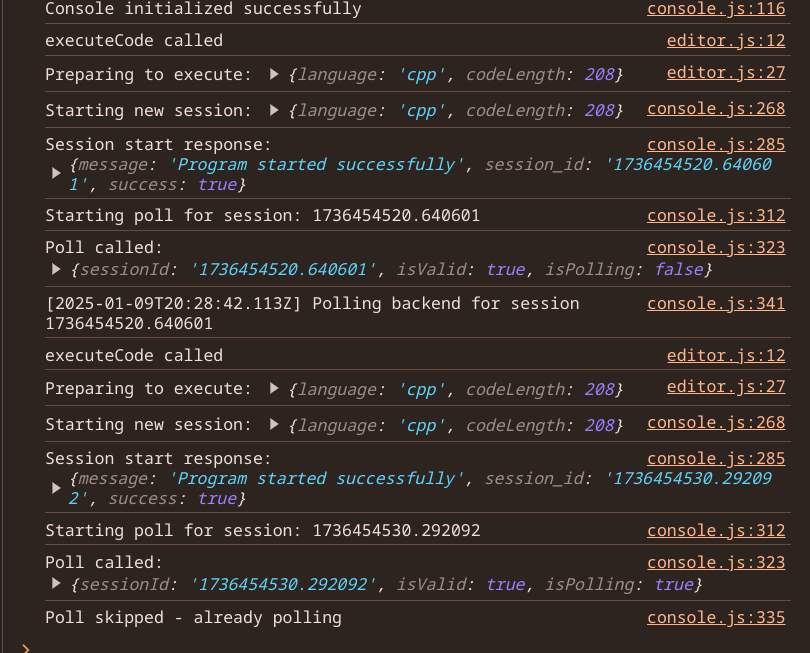 Console initialized successfully console.js:116
executeCode called editor.js:12
Preparing to execute: ▶ {language: 'cpp', codeLength: 208} editor.js:27
Starting new session: ▶ {language: 'cpp', codeLength: 208} console.js:268
Session start response: console.js:285
▶ {message: 'Program started successfully', session_id: '1736454520.64060
1', success: true}
Starting poll for session: 1736454520.640601 console.js:312
Poll called: console.js:323
▶ {sessionId: '1736454520.640601', isValid: true, isPolling: false}
[2025-01-09T20:28:42.113Z] Polling backend for session console.js:341
1736454520.640601
executeCode called editor.js:12
Preparing to execute: ▶ {language: 'cpp', codeLength: 208} editor.js:27
Starting new session: ▶ {language: 'cpp', codeLength: 208} console.js:268
Session start response: console.js:285
▶ {message: 'Program started successfully', session_id: '1736454530.29209
2', success: true}
Starting poll for session: 1736454530.292092 console.js:312
Poll called: console.js:323
▶ {sessionId: '1736454530.292092', isValid: true, isPolling: true}
Poll skipped - already polling console.js:335